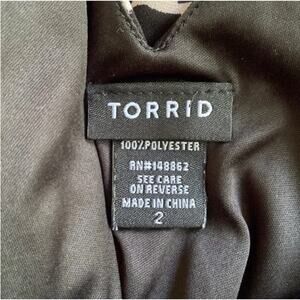 TORRID
100%POLYESTER
RN#148862
SEE CARE
ON REVERSE
MADE IN CHINA
2